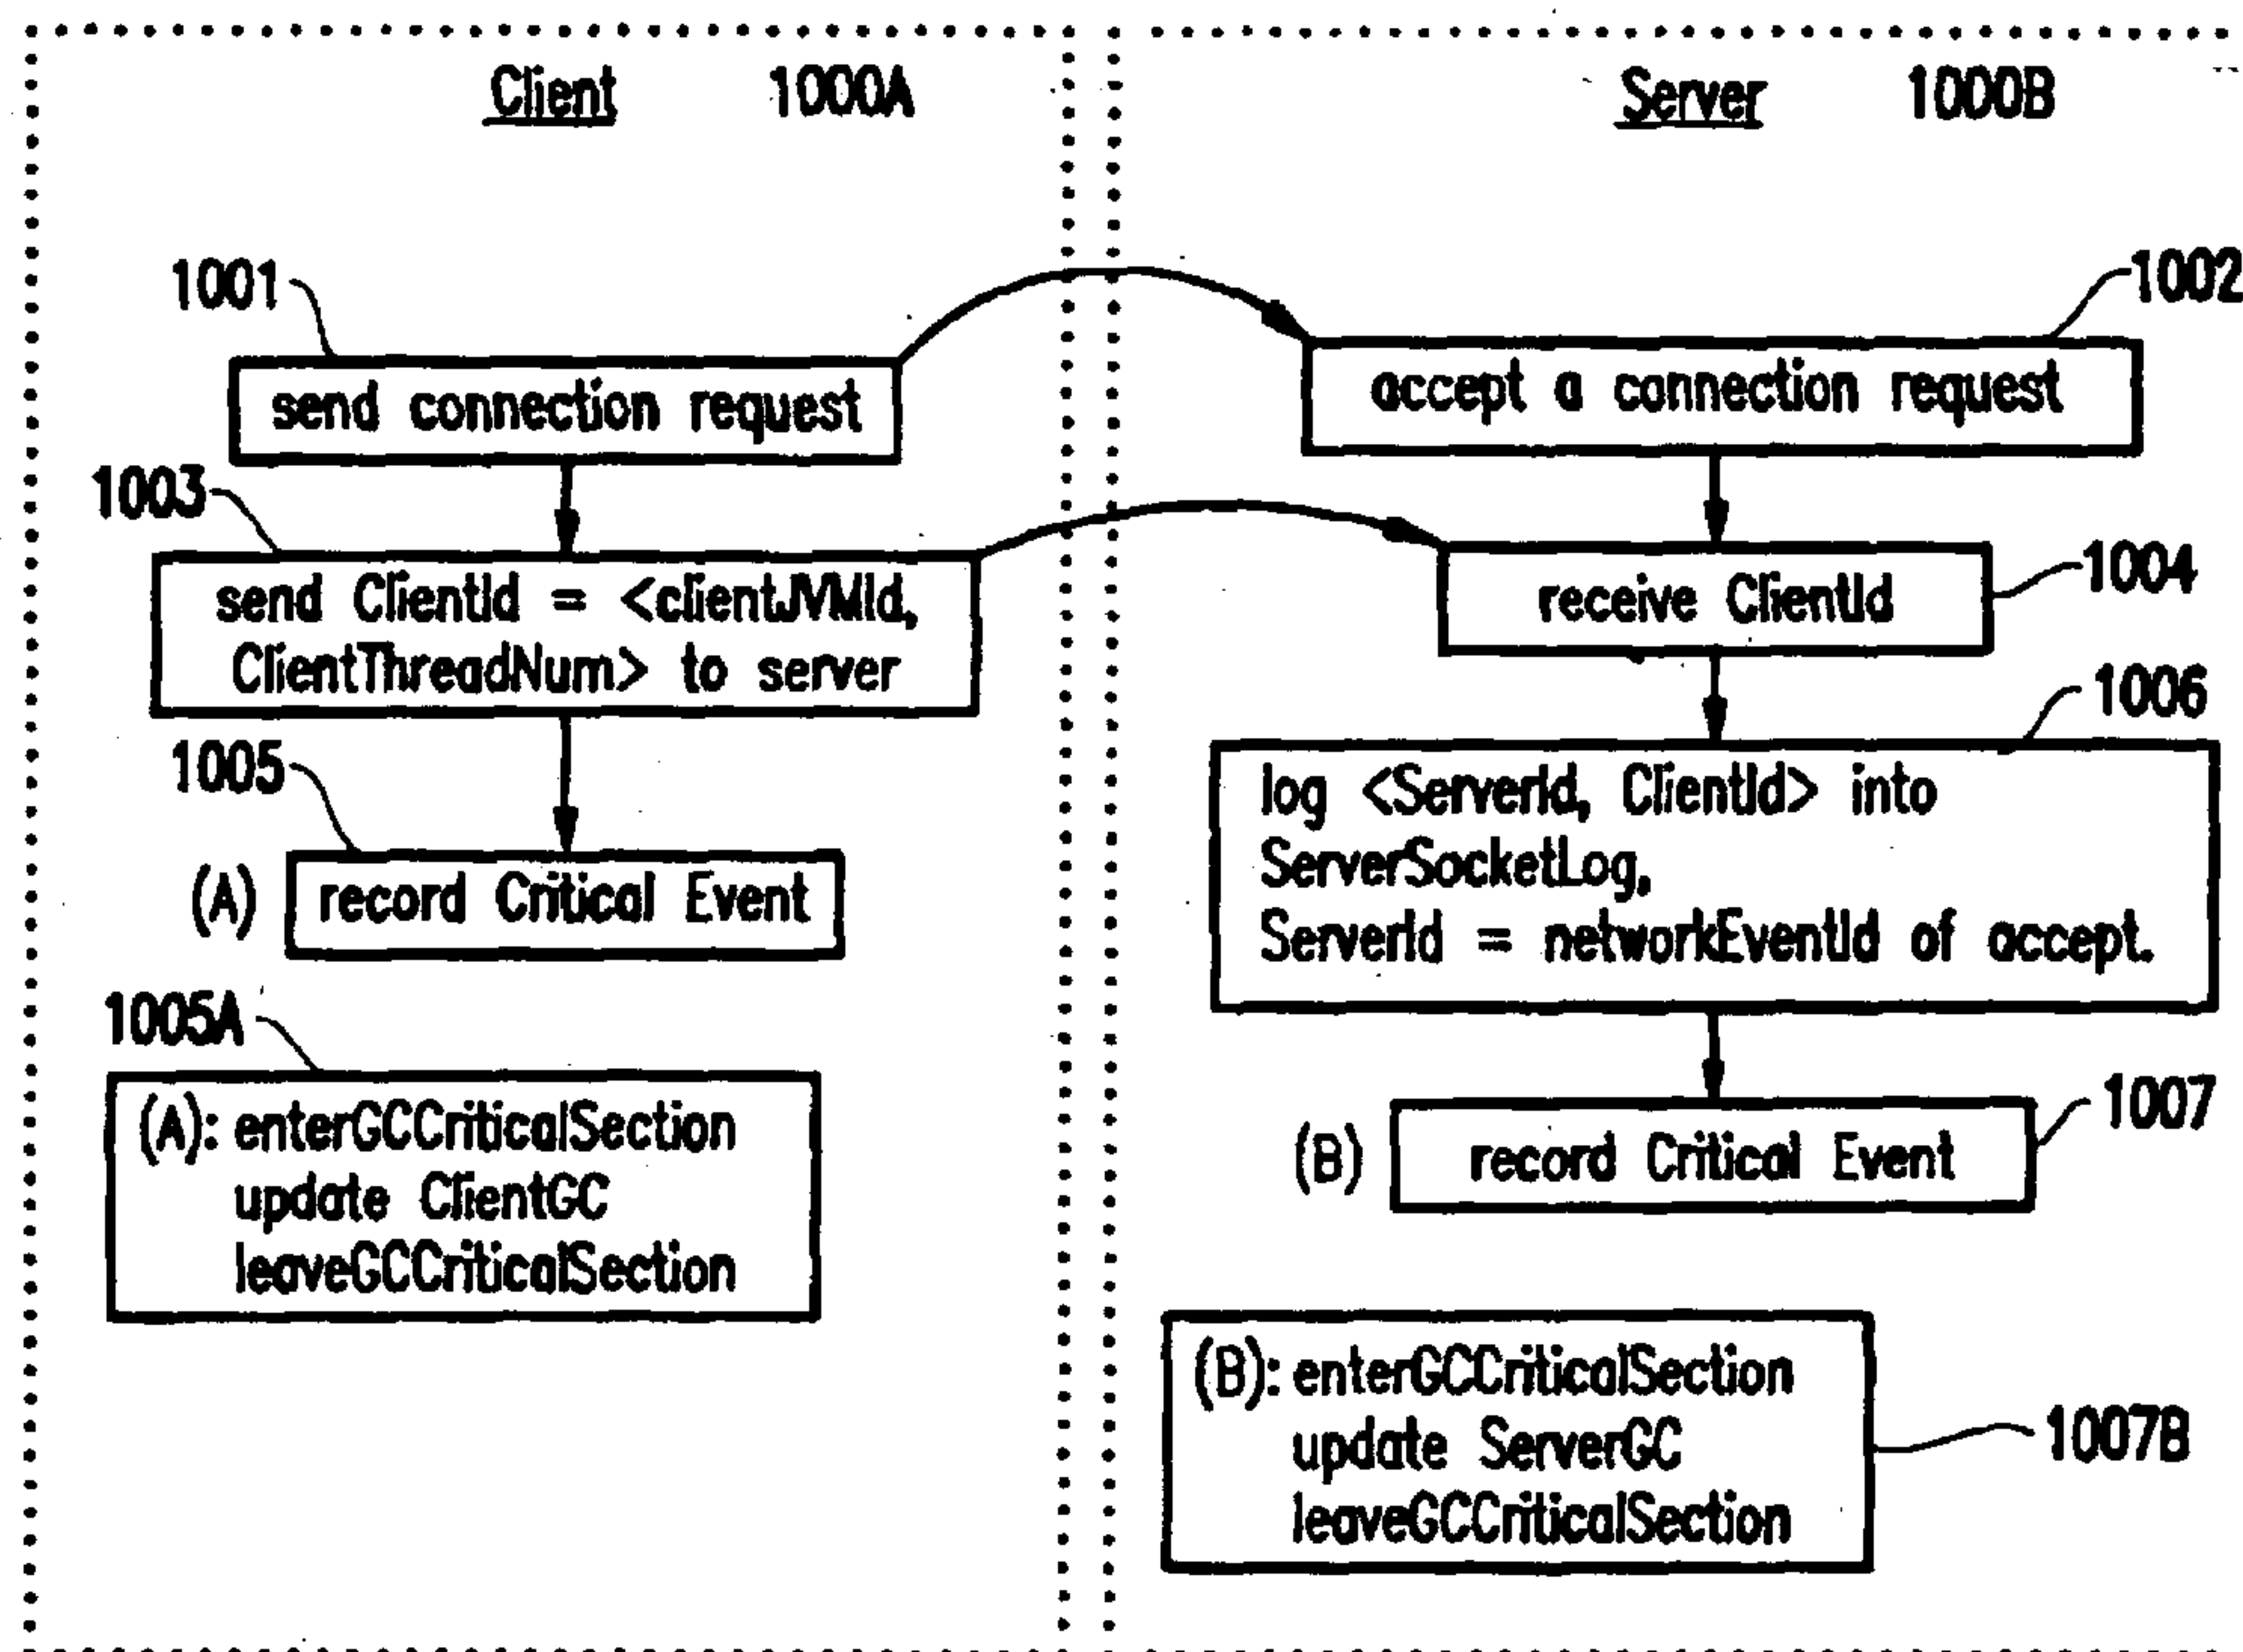 Client 1000A
Server 1000B
1001
send connection request
1002
accept a connection request
1003
send ClientId = <clientJVMId,
ClientThreadNum> to server
1004
receive ClientId
1005
(A) record Critical Event
1006
log <ServerId, ClientId> into
ServerSocketLog,
ServerId = networkEventId of accept.
1005A
(A): enterGCCriticalSection
update ClientGC
leaveGCCriticalSection
1007
(B) record Critical Event
(B): enterGCCriticalSection
update ServerGC
leaveGCCriticalSection
1007B